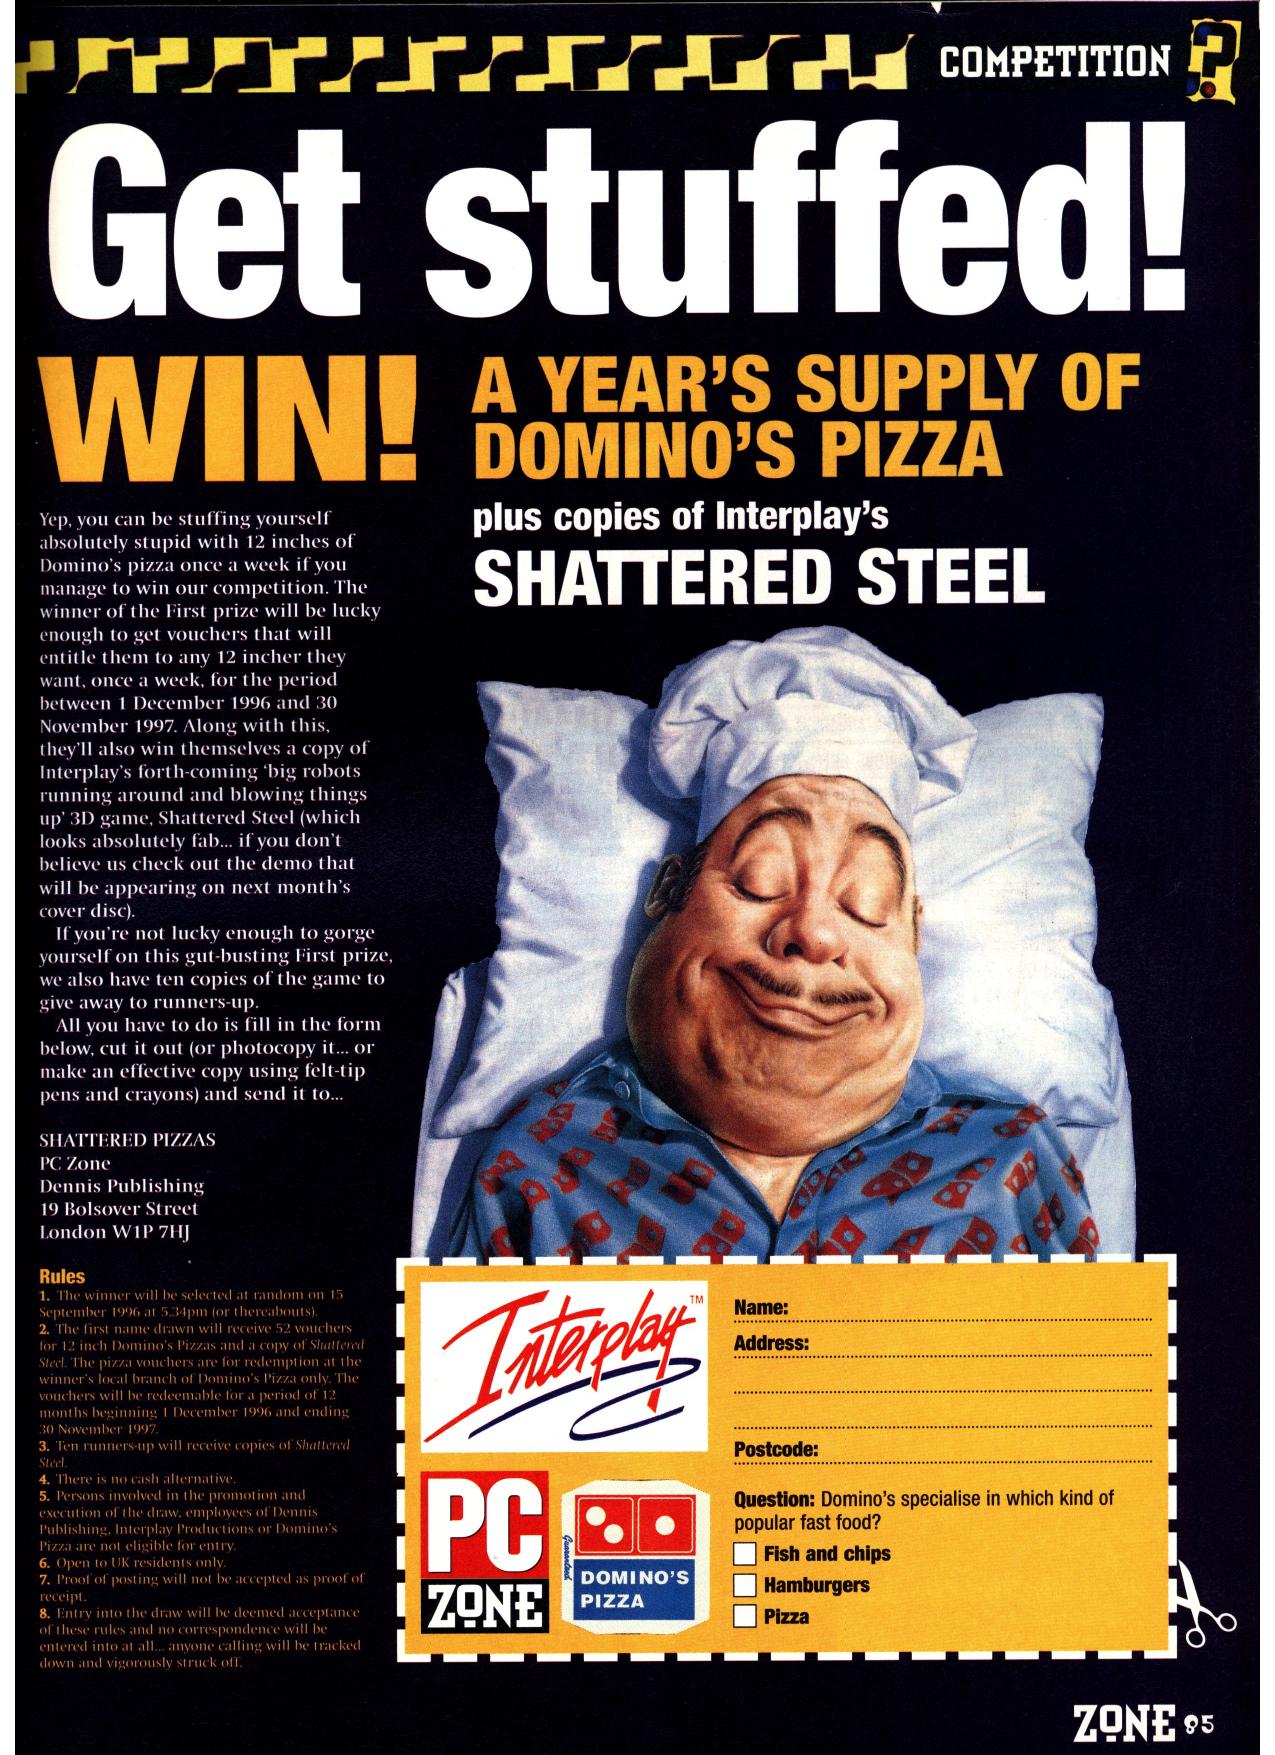 COMPETITION ?
Get stuffed!
WIN!
A YEAR'S SUPPLY OF
DOMINO'S PIZZA
plus copies of Interplay's
SHATTERED STEEL
Yep, you can be stuffing yourself
absolutely stupid with 12 inches of
Domino's pizza once a week if you
manage to win our competition. The
winner of the First prize will be lucky
enough to get vouchers that will
entitle them to any 12 incher they
want, once a week, for the period
between 1 December 1996 and 30
November 1997. Along with this,
they'll also win themselves a copy of
Interplay's forth-coming 'big robots
running around and blowing things
up' 3D game, Shattered Steel (which
looks absolutely fab... if you don't
believe us check out the demo that
will be appearing on next month's
cover disc).
If you're not lucky enough to gorge
yourself on this gut-busting First prize,
we also have ten copies of the game to
give away to runners-up.
All you have to do is fill in the form
below, cut it out (or photocopy it... or
make an effective copy using felt-tip
pens and crayons) and send it to...
SHATTERED PIZZAS
PC Zone
Dennis Publishing
19 Bolsover Street
London W1P 7HJ
Rules
1. The winner will be selected at random on 15
September 1996 at 5.34pm (or thereabouts).
2. The first name drawn will receive 52 vouchers
for 12 inch Domino's Pizzas and a copy of Shattered
Steel. The pizza vouchers are for redemption at the
winner's local branch of Domino's Pizza only. The
vouchers will be redeemable for a period of 12
months beginning 1 December 1996 and ending
30 November 1997.
3. Ten runners-up will receive copies of Shattered
Steel.
4. There is no cash alternative.
5. Persons involved in the promotion and
execution of the draw, employees of Dennis
Publishing, Interplay Productions or Domino's
Pizza are not eligible for entry.
6. Open to UK residents only.
7. Proof of posting will not be accepted as proof of
receipt.
8. Entry into the draw will be deemed acceptance
of these rules and no correspondence will be
entered into at all... anyone calling will be tracked
down and vigorously struck off.
Interplay™
PC
ZONE
Guaranteed
DOMINO'S
PIZZA
Name:
Address:
Postcode:
Question: Domino's specialise in which kind of
popular fast food?
Fish and chips
Hamburgers
Pizza
ZONE 85